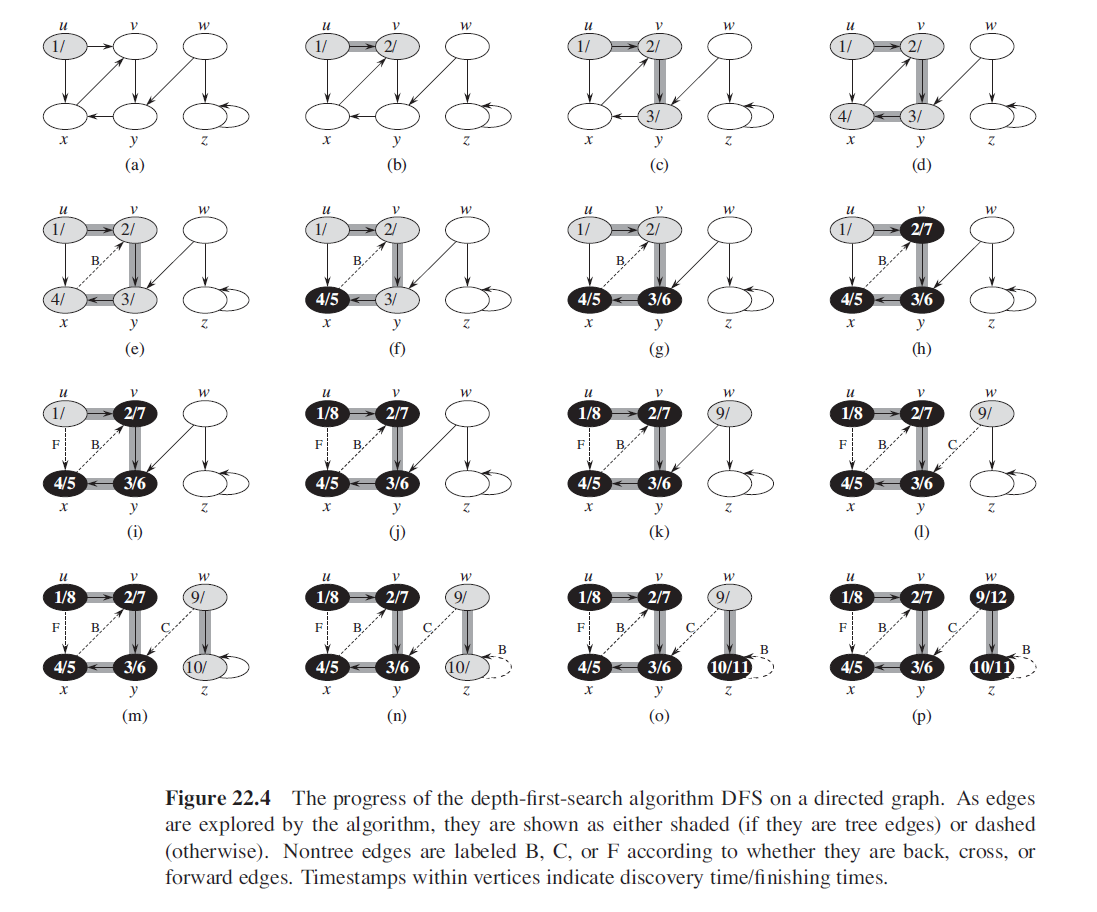 u v w u v w u v w u v w
1/ 1/ 2/ 1/ 2/ 1/ 2/
3/ 4/ 3/
x y z x y z x y z x y z
(a) (b) (c) (d)
u v w u v w u v w u v w
1/ 2/ 1/ 2/ 1/ 2/ 1/ 2/7
B B B B
4/ 3/ 4/5 3/ 4/5 3/6 4/5 3/6
x y z x y z x y z x y z
(e) (f) (g) (h)
u v w u v w u v w u v w
1/ 2/7 1/8 2/7 1/8 2/7 9/ 1/8 2/7 9/
F B F B F B F B C
4/5 3/6 4/5 3/6 4/5 3/6 4/5 3/6
x y z x y z x y z x y z
(i) (j) (k) (l)
u v w u v w u v w u v w
1/8 2/7 9/ 1/8 2/7 9/ 1/8 2/7 9/ 1/8 2/7 9/12
F B C F B C B F B C B F B C B
4/5 3/6 10/ 4/5 3/6 10/ 4/5 3/6 10/11 4/5 3/6 10/11
x y z x y z x y z x y z
(m) (n) (o) (p)
Figure 22.4 The progress of the depth-first-search algorithm DFS on a directed graph. As edges
are explored by the algorithm, they are shown as either shaded (if they are tree edges) or dashed
(otherwise). Nontree edges are labeled B, C, or F according to whether they are back, cross, or
forward edges. Timestamps within vertices indicate discovery time/finishing times.